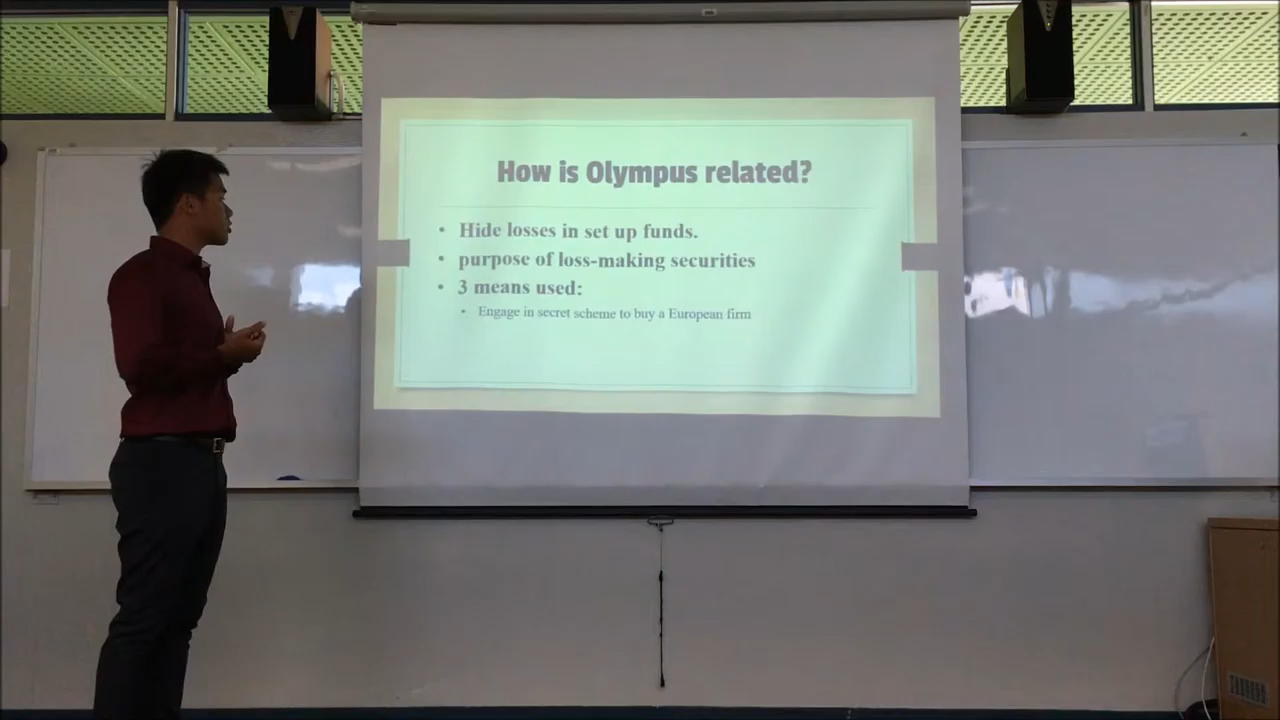 How is Olympus related?
• Hide losses in set up funds.
• purpose of loss-making securities
• 3 means used:
• Engage in secret scheme to buy a European firm